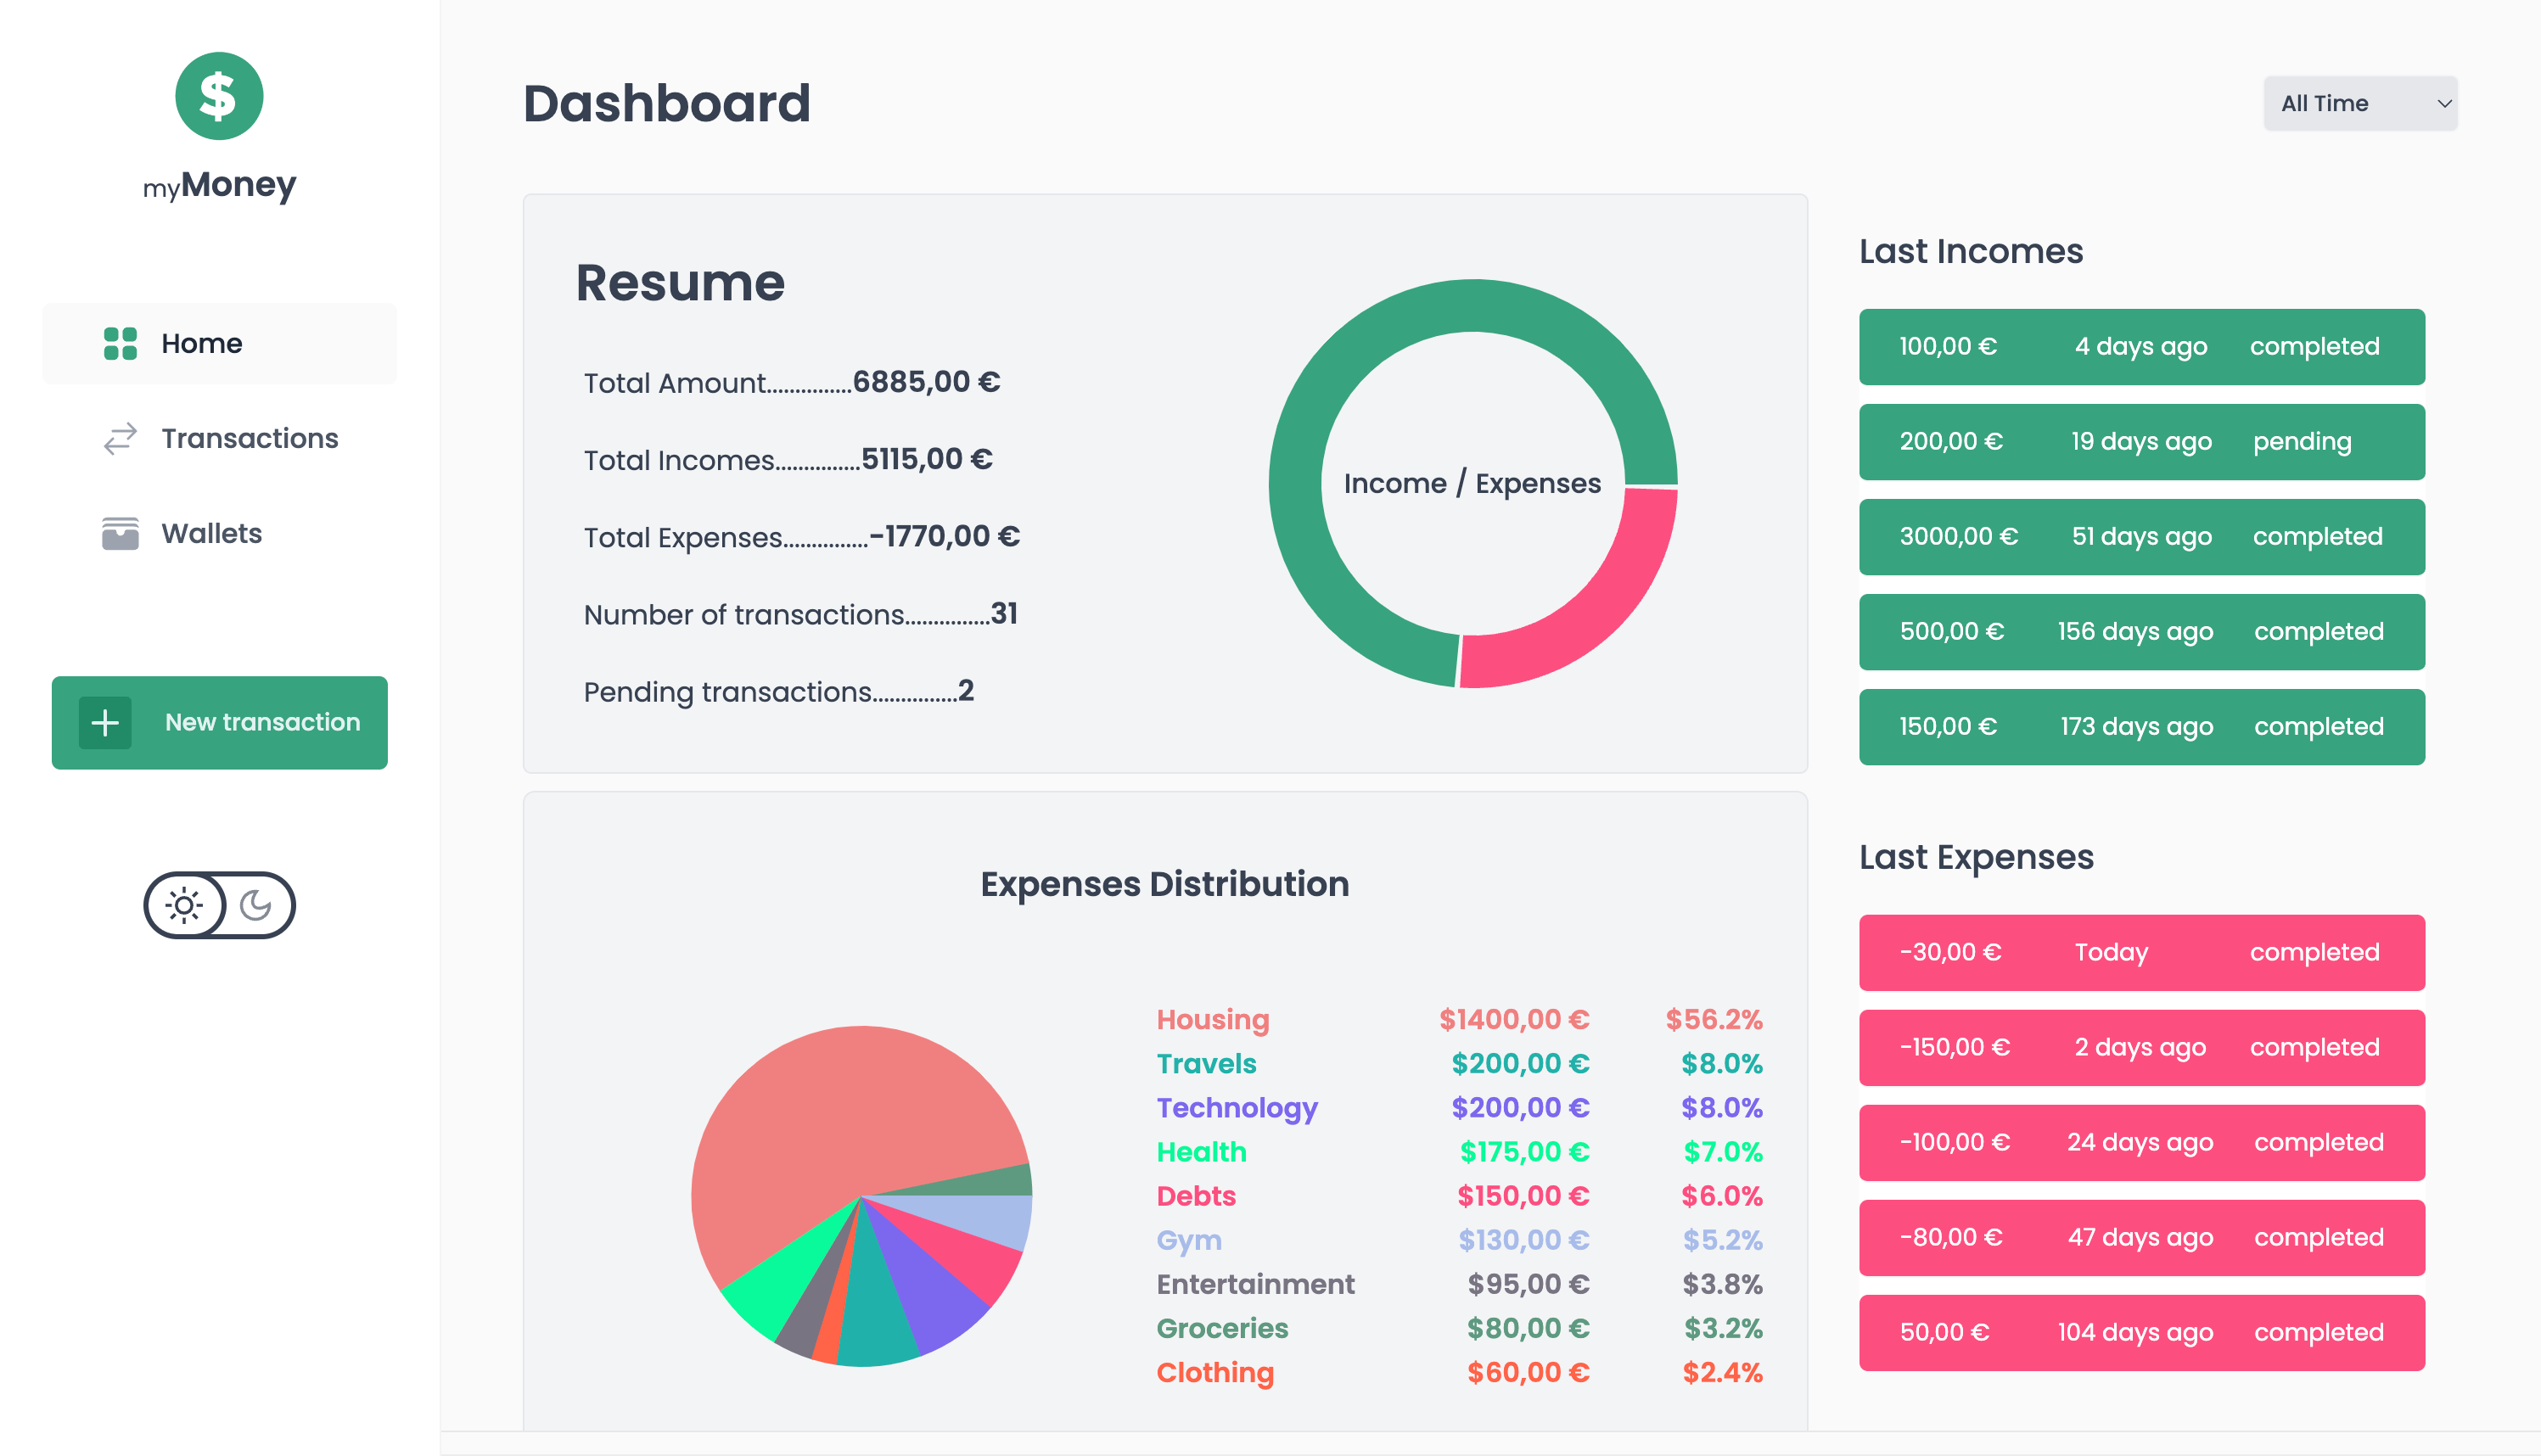 $
myMoney
Home
Transactions
Wallets
New transaction
Dashboard
All Time
Resume
Total Amount...............6885,00 €
Total Incomes...............5115,00 €
Total Expenses...............-1770,00 €
Number of transactions...............31
Pending transactions...............2
Income / Expenses
Expenses Distribution
Housing $1400,00 € $56.2%
Travels $200,00 € $8.0%
Technology $200,00 € $8.0%
Health $175,00 € $7.0%
Debts $150,00 € $6.0%
Gym $130,00 € $5.2%
Entertainment $95,00 € $3.8%
Groceries $80,00 € $3.2%
Clothing $60,00 € $2.4%
Last Incomes
100,00 € 4 days ago completed
200,00 € 19 days ago pending
3000,00 € 51 days ago completed
500,00 € 156 days ago completed
150,00 € 173 days ago completed
Last Expenses
-30,00 € Today completed
-150,00 € 2 days ago completed
-100,00 € 24 days ago completed
-80,00 € 47 days ago completed
50,00 € 104 days ago completed